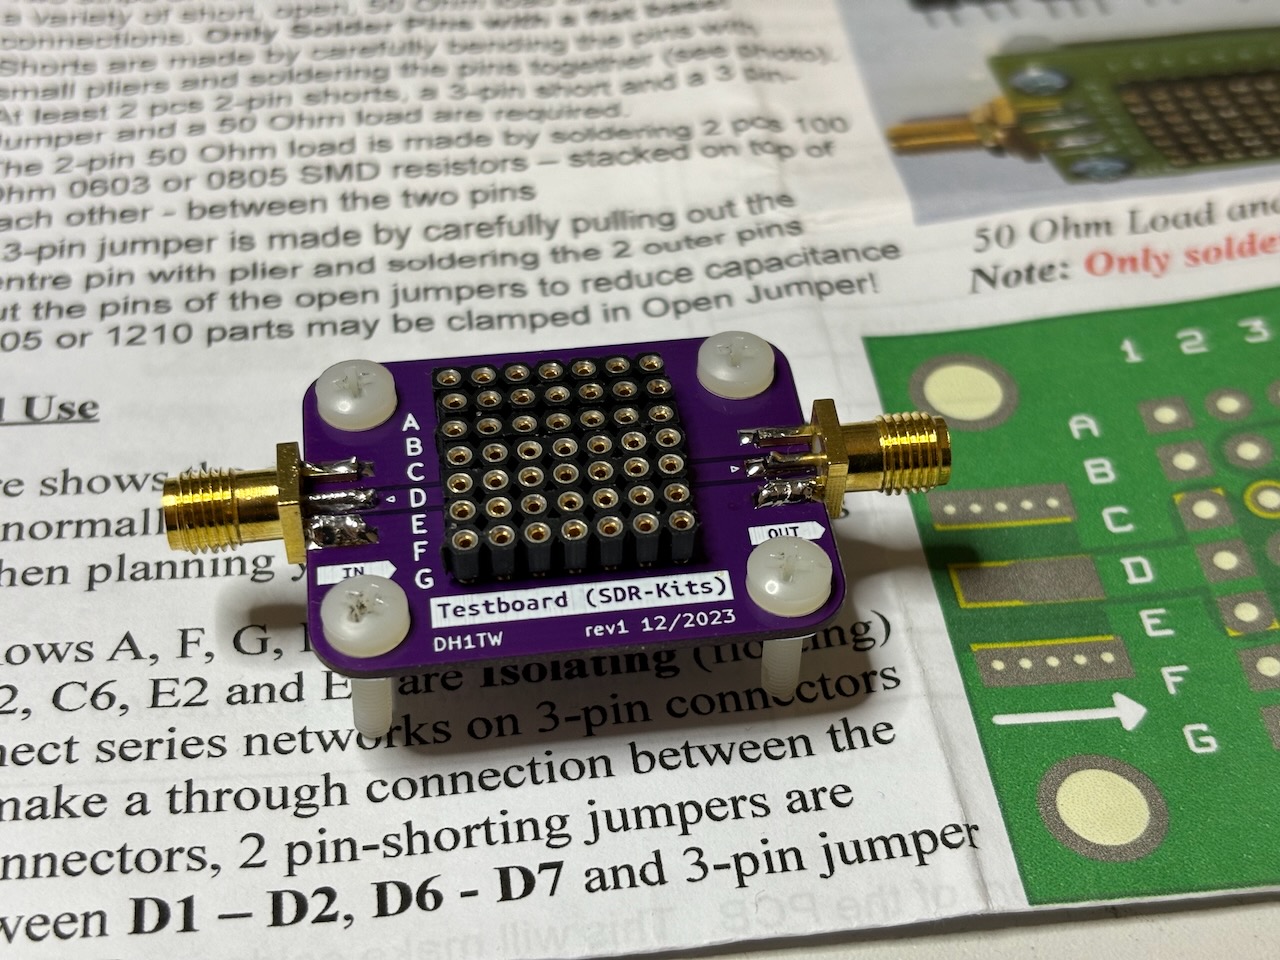 a variety of short, open, 50 Ohm load
connections. Only Solder Pins with a flat base!
Shorts are made by carefully bending the pins with
small pliers and soldering the pins together (see photo).
At least 2 pcs 2-pin shorts, a 3-pin short and a 3
umper and a 50 Ohm load are required.
he 2-pin 50 Ohm load is made by soldering 2 pcs 100
hm 0603 or 0805 SMD resistors – stacked on top of
ach other - between the two pins
3-pin jumper is made by carefully pulling out the
entre pin with plier and soldering the 2 outer pins
ut the pins of the open jumpers to reduce capacitance
05 or 1210 parts may be clamped in Open Jumper!
l Use
re shows the
normall
hen planning y
ows A, F, G,
2, C6, E2 and E are Isolating
nect series networks on 3-pin connectors
make a through connection between the
nnectors, 2 pin-shorting jumpers are
ween D1 – D2, D6 - D7 and 3-pin jumper
50 Ohm Load and
Note: Only solde
1 2 3
A
B
C
D
E
F
G
A
B
C
D
E
F
G
IN
OUT
Testboard (SDR-Kits)
DH1TW
rev1 12/2023